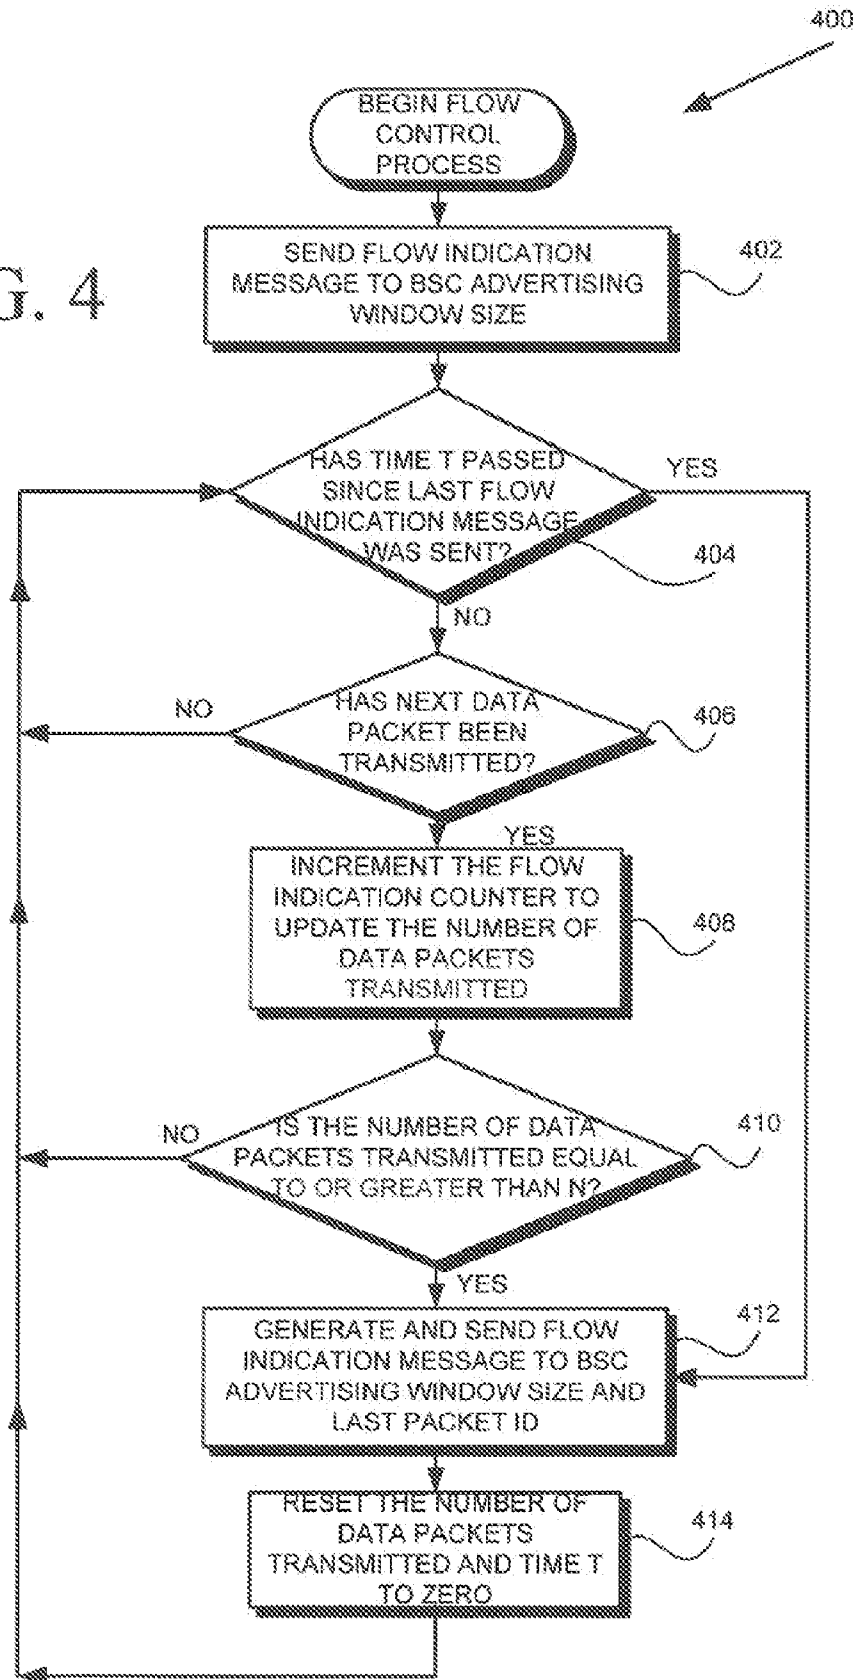 400
BEGIN FLOW
CONTROL
PROCESS
G. 4
SEND FLOW INDICATION
MESSAGE TO BSC ADVERTISING
WINDOW SIZE
402
HAS TIME T PASSED
SINCE LAST FLOW
INDICATION MESSAGE
WAS SENT?
YES
404
NO
HAS NEXT DATA
PACKET BEEN
TRANSMITTED?
NO
406
YES
INCREMENT THE FLOW
INDICATION COUNTER TO
UPDATE THE NUMBER OF
DATA PACKETS
TRANSMITTED
408
IS THE NUMBER OF DATA
PACKETS TRANSMITTED EQUAL
TO OR GREATER THAN N?
NO
410
YES
GENERATE AND SEND FLOW
INDICATION MESSAGE TO BSC
ADVERTISING WINDOW SIZE AND
LAST PACKET ID
412
RESET THE NUMBER OF
DATA PACKETS
TRANSMITTED AND TIME T
TO ZERO
414